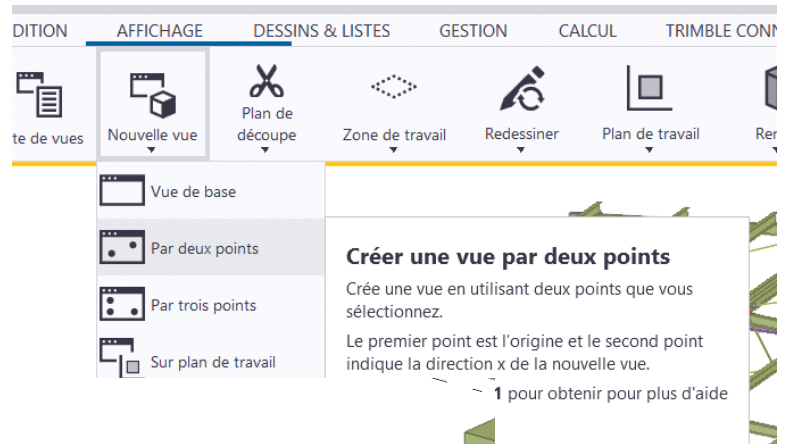 DITION AFFICHAGE DESSINS & LISTES GESTION CALCUL TRIMBLE CONN
te de vues Nouvelle vue Plan de découpe Zone de travail Redessiner Plan de travail Ren
Vue de base
Par deux points
Par trois points
Sur plan de travail
Créer une vue par deux points
Crée une vue en utilisant deux points que vous
sélectionnez.
Le premier point est l'origine et le second point
indique la direction x de la nouvelle vue.
1 pour obtenir pour plus d'aide